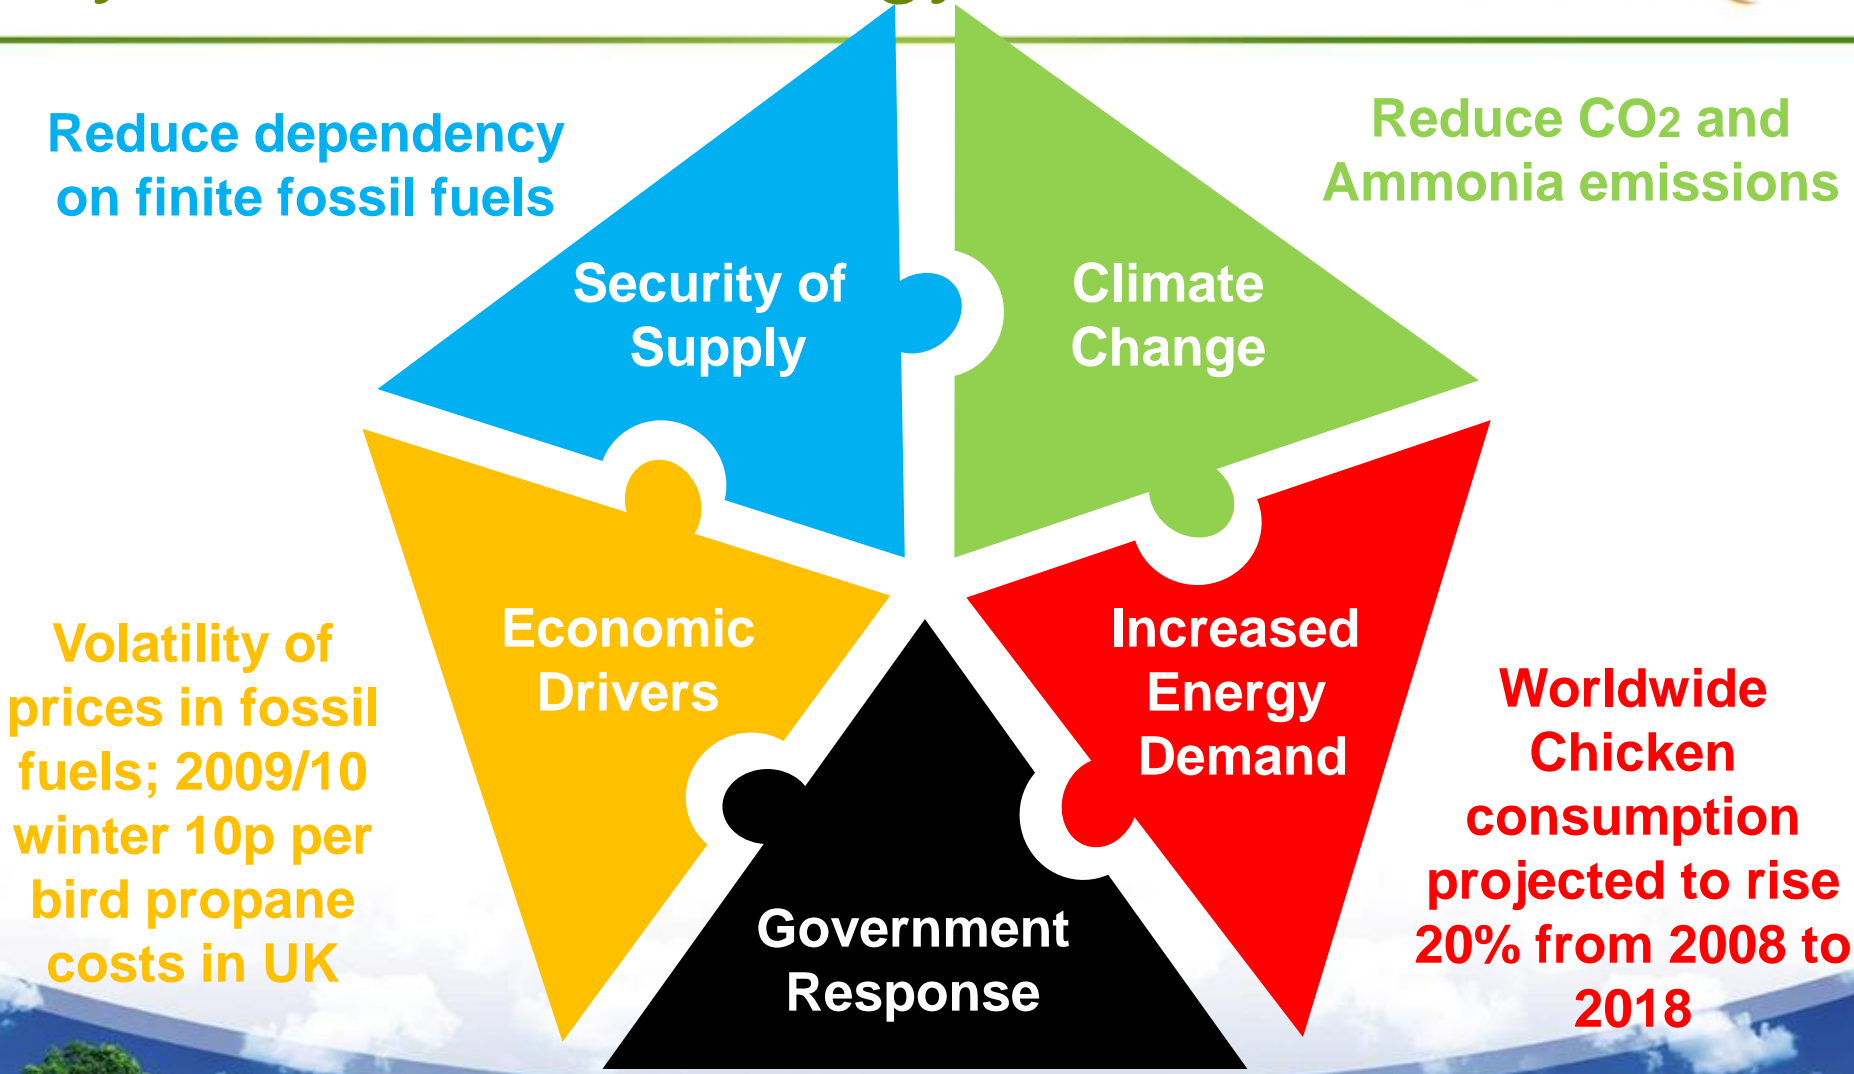 Reduce dependency
on finite fossil fuels
Reduce CO2 and
Ammonia emissions
Security of
Supply
Climate
Change
Economic
Drivers
Increased
Energy
Demand
Volatility of
prices in fossil
fuels; 2009/10
winter 10p per
bird propane
costs in UK
Worldwide
Chicken
consumption
projected to rise
20% from 2008 to
2018
Government
Response